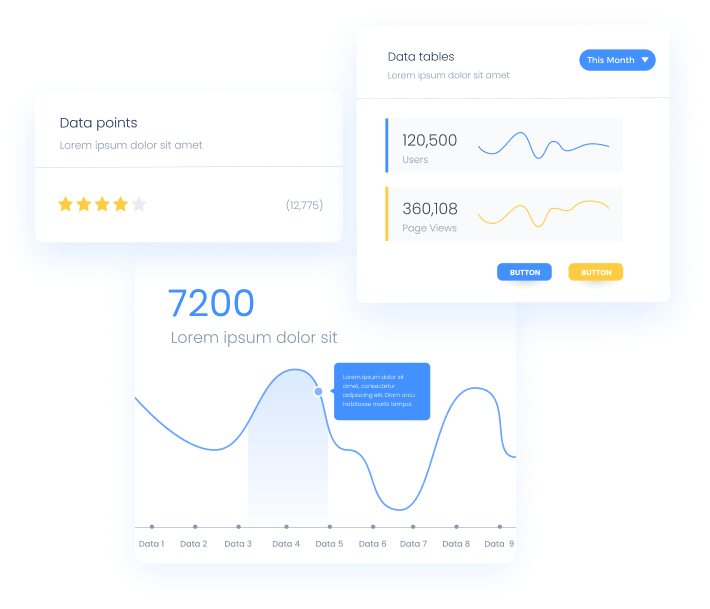 Data tables
Lorem ipsum dolor sit amet
This Month
120,500
Users
360,108
Page Views
BUTTON
BUTTON
Data points
Lorem ipsum dolor sit amet
(12,775)
7200
Lorem ipsum dolor sit
Lorem ipsum dolor sit
amet, consectetur
adipiscing elit. Diam arcu
habitasse morbi tempor.
Data 1 Data 2 Data 3 Data 4 Data 5 Data 6 Data 7 Data 8 Data 9